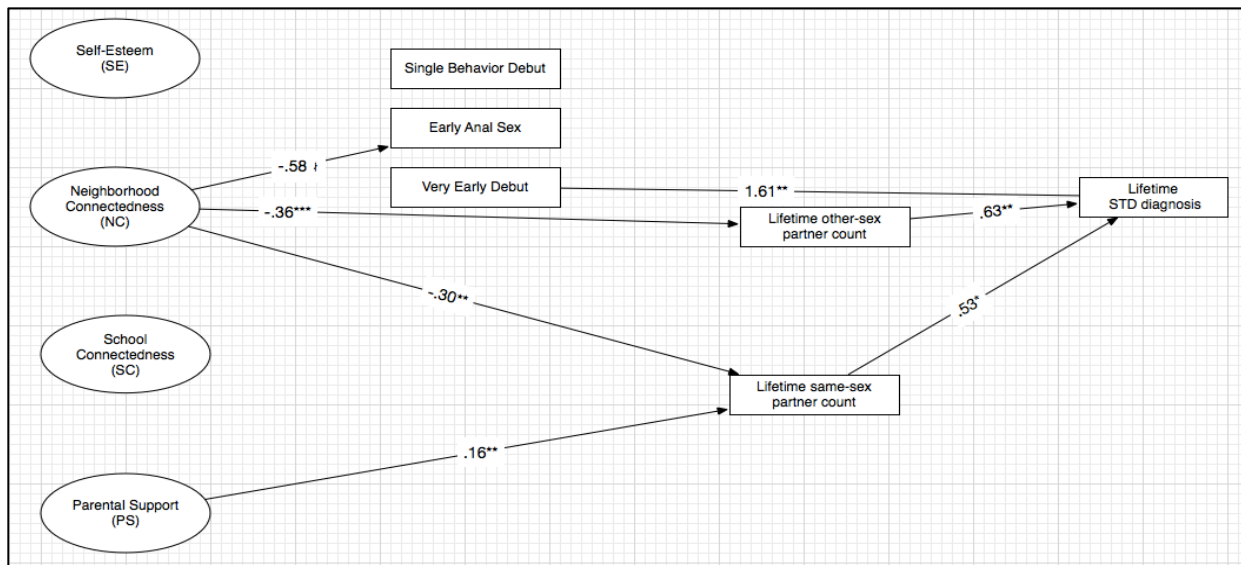 Self-Esteem
(SE)
Single Behavior Debut
Early Anal Sex
-.58 ≀
Very Early Debut
Neighborhood
Connectedness
(NC)
1.61**
Lifetime
STD diagnosis
-.36***
Lifetime other-sex
partner count
.63**
-.30**
.53*
School
Connectedness
(SC)
Lifetime same-sex
partner count
.16**
Parental Support
(PS)